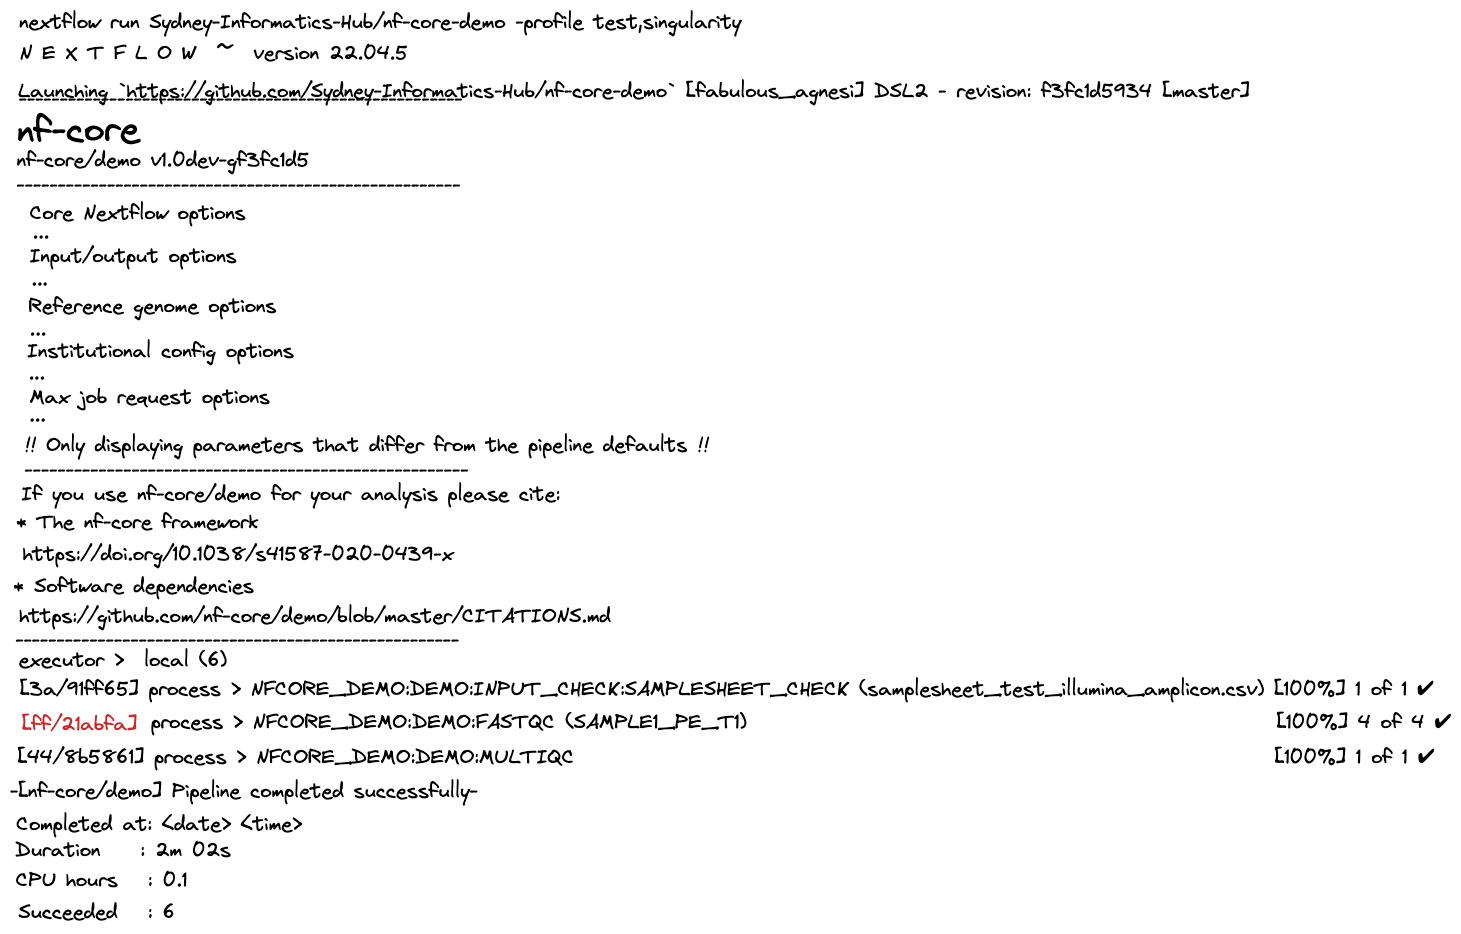 nextflow run Sydney-Informatics-Hub/nf-core-demo -profile test,singularity
N E X T F L O W ~ version 22.04.5
Launching `https://github.com/Sydney-Informatics-Hub/nf-core-demo` [fabulous_agnesi] DSL2 - revision: f3fc1d5934 [master]
------------------------------------------------------
nf-core
nf-core/demo v1.0dev-gf3fc1d5
------------------------------------------------------
Core Nextflow options
...
Input/output options
...
Reference genome options
...
Institutional config options
...
Max job request options
...
!! Only displaying parameters that differ from the pipeline defaults !!
------------------------------------------------------
If you use nf-core/demo for your analysis please cite:
* The nf-core framework
https://doi.org/10.1038/s41587-020-0439-x
* Software dependencies
https://github.com/nf-core/demo/blob/master/CITATIONS.md
------------------------------------------------------
executor > local (6)
[3a/91ff65] process > NFCORE_DEMO:DEMO:INPUT_CHECK:SAMPLESHEET_CHECK (samplesheet_test_illumina_amplicon.csv) [100%] 1 of 1 ✔
[ff/21abfa] process > NFCORE_DEMO:DEMO:FASTQC (SAMPLE1_PE_T1) [100%] 4 of 4 ✔
[44/8b5861] process > NFCORE_DEMO:DEMO:MULTIQC [100%] 1 of 1 ✔
-[nf-core/demo] Pipeline completed successfully-
Completed at: <date> <time>
Duration : 2m 02s
CPU hours : 0.1
Succeeded : 6